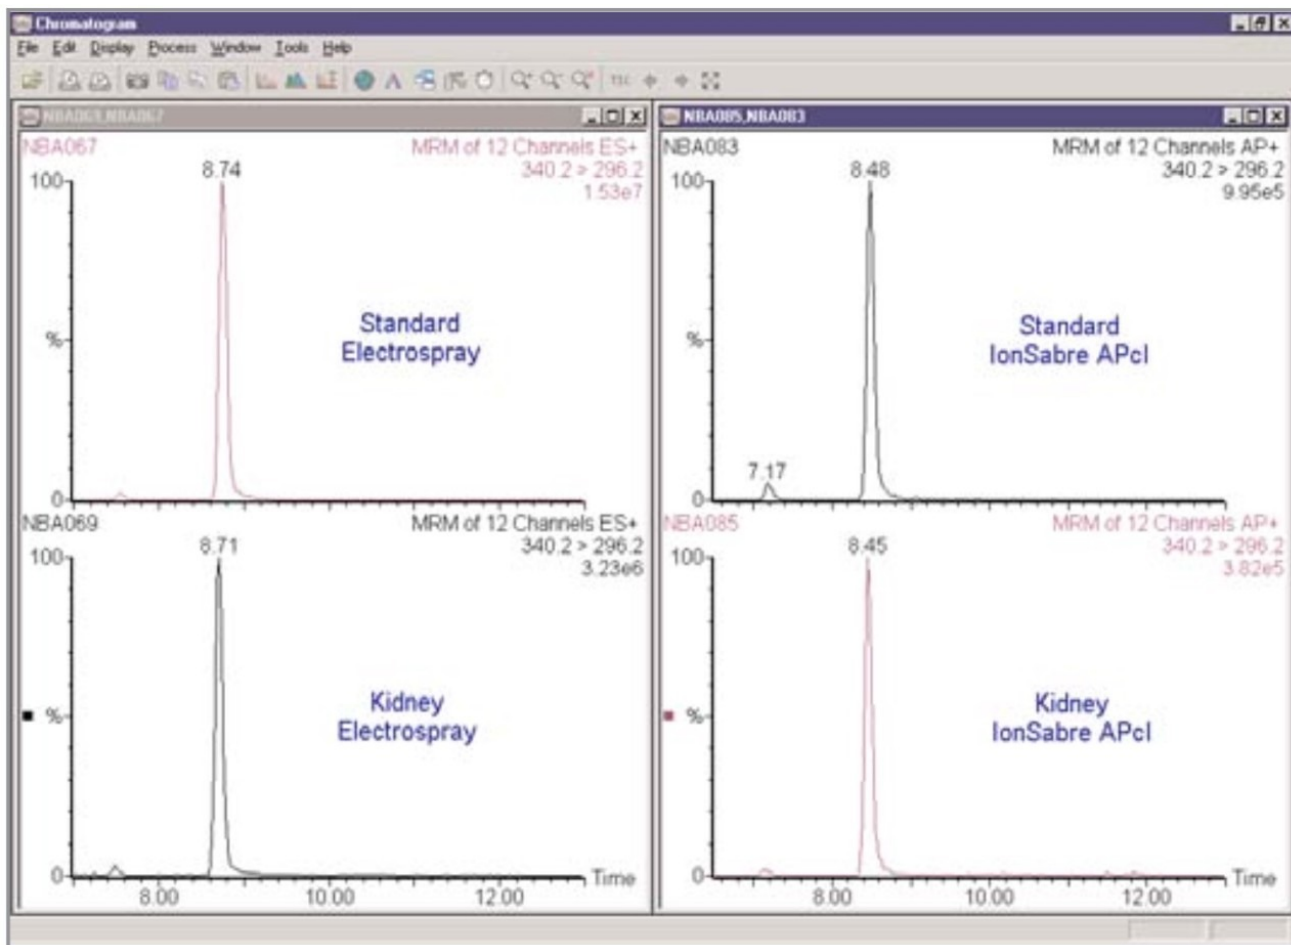 Chromatogram
File Edit Display Process Window Tools Help
NBA069,NBA067
NBA067
MRM of 12 Channels ES+
340.2 > 296.2
1.53e7
8.74
100
%
0
Standard
Electrospray
NBA069
MRM of 12 Channels ES+
340.2 > 296.2
3.23e6
8.71
100
%
0
Kidney
Electrospray
8.00 10.00 12.00 Time
NBA085,NBA083
NBA083
MRM of 12 Channels AP+
340.2 > 296.2
9.95e5
8.48
100
%
7.17
0
Standard
IonSabre APcI
NBA085
MRM of 12 Channels AP+
340.2 > 296.2
3.82e5
8.45
100
%
0
Kidney
IonSabre APcI
8.00 10.00 12.00 Time